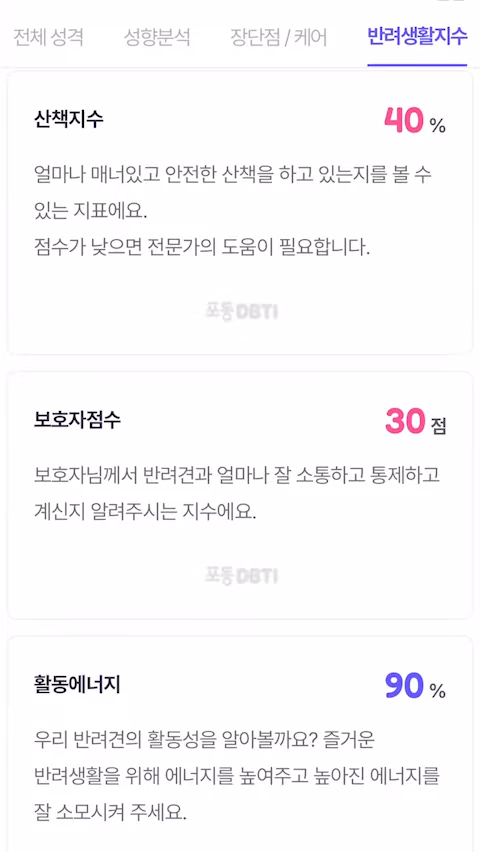 전체 성격 성향분석 장단점 / 케어 반려생활지수
산책지수 40 %
얼마나 매너있고 안전한 산책을 하고 있는지를 볼 수
있는 지표에요.
점수가 낮으면 전문가의 도움이 필요합니다.
포동 DBTI
보호자점수 30 점
보호자님께서 반려견과 얼마나 잘 소통하고 통제하고
계신지 알려주시는 지수에요.
포동 DBTI
활동에너지 90 %
우리 반려견의 활동성을 알아볼까요? 즐거운
반려생활을 위해 에너지를 높여주고 높아진 에너지를
잘 소모시켜 주세요.